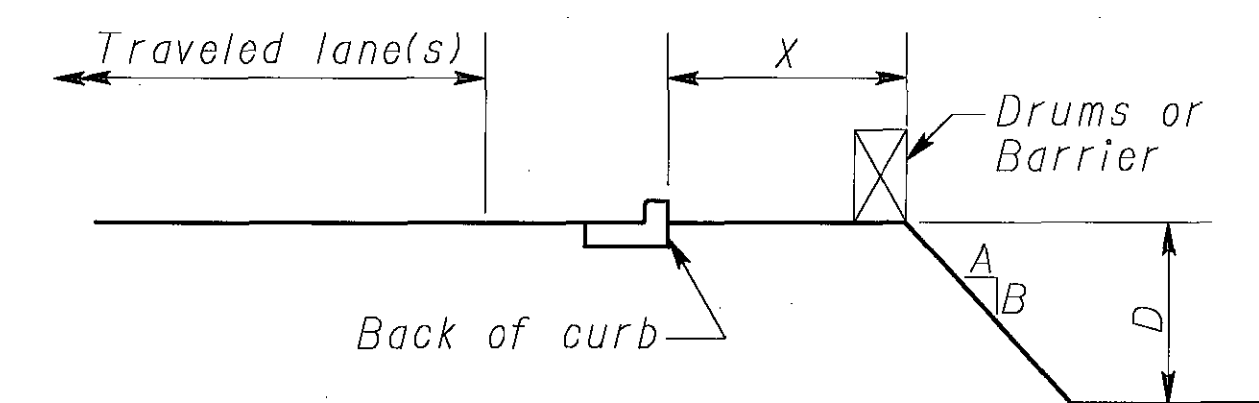 Traveled lane(s)
X
Drums or
Barrier
A
B
D
Back of curb